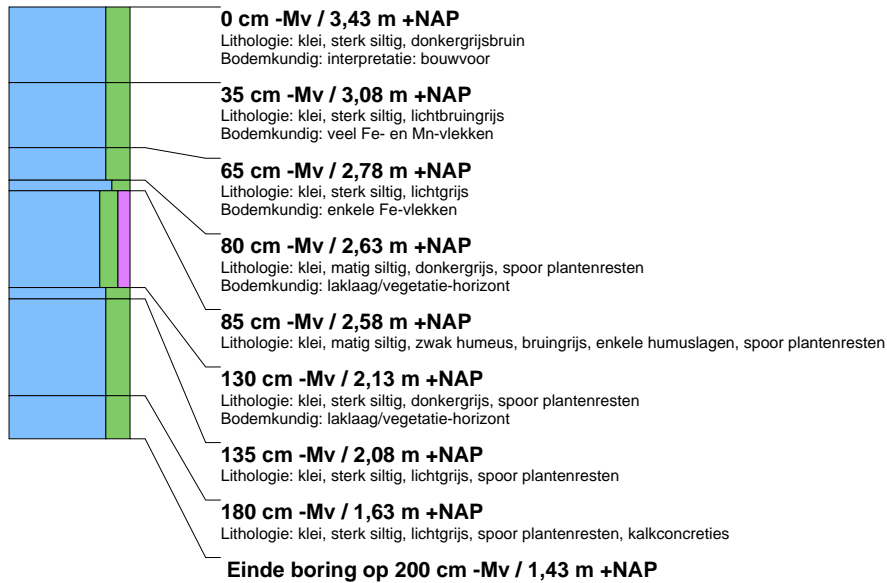 0 cm -Mv / 3,43 m +NAP
Lithologie: klei, sterk siltig, donkergrijsbruin
Bodemkundig: interpretatie: bouwvoor
35 cm -Mv / 3,08 m +NAP
Lithologie: klei, sterk siltig, lichtbruingrijs
Bodemkundig: veel Fe- en Mn-vlekken
65 cm -Mv / 2,78 m +NAP
Lithologie: klei, sterk siltig, lichtgrijs
Bodemkundig: enkele Fe-vlekken
80 cm -Mv / 2,63 m +NAP
Lithologie: klei, matig siltig, donkergrijs, spoor plantenresten
Bodemkundig: laklaag/vegetatie-horizont
85 cm -Mv / 2,58 m +NAP
Lithologie: klei, matig siltig, zwak humeus, bruingrijs, enkele humuslagen, spoor plantenresten
130 cm -Mv / 2,13 m +NAP
Lithologie: klei, sterk siltig, donkergrijs, spoor plantenresten
Bodemkundig: laklaag/vegetatie-horizont
135 cm -Mv / 2,08 m +NAP
Lithologie: klei, sterk siltig, lichtgrijs, spoor plantenresten
180 cm -Mv / 1,63 m +NAP
Lithologie: klei, sterk siltig, lichtgrijs, spoor plantenresten, kalkconcreties
Einde boring op 200 cm -Mv / 1,43 m +NAP